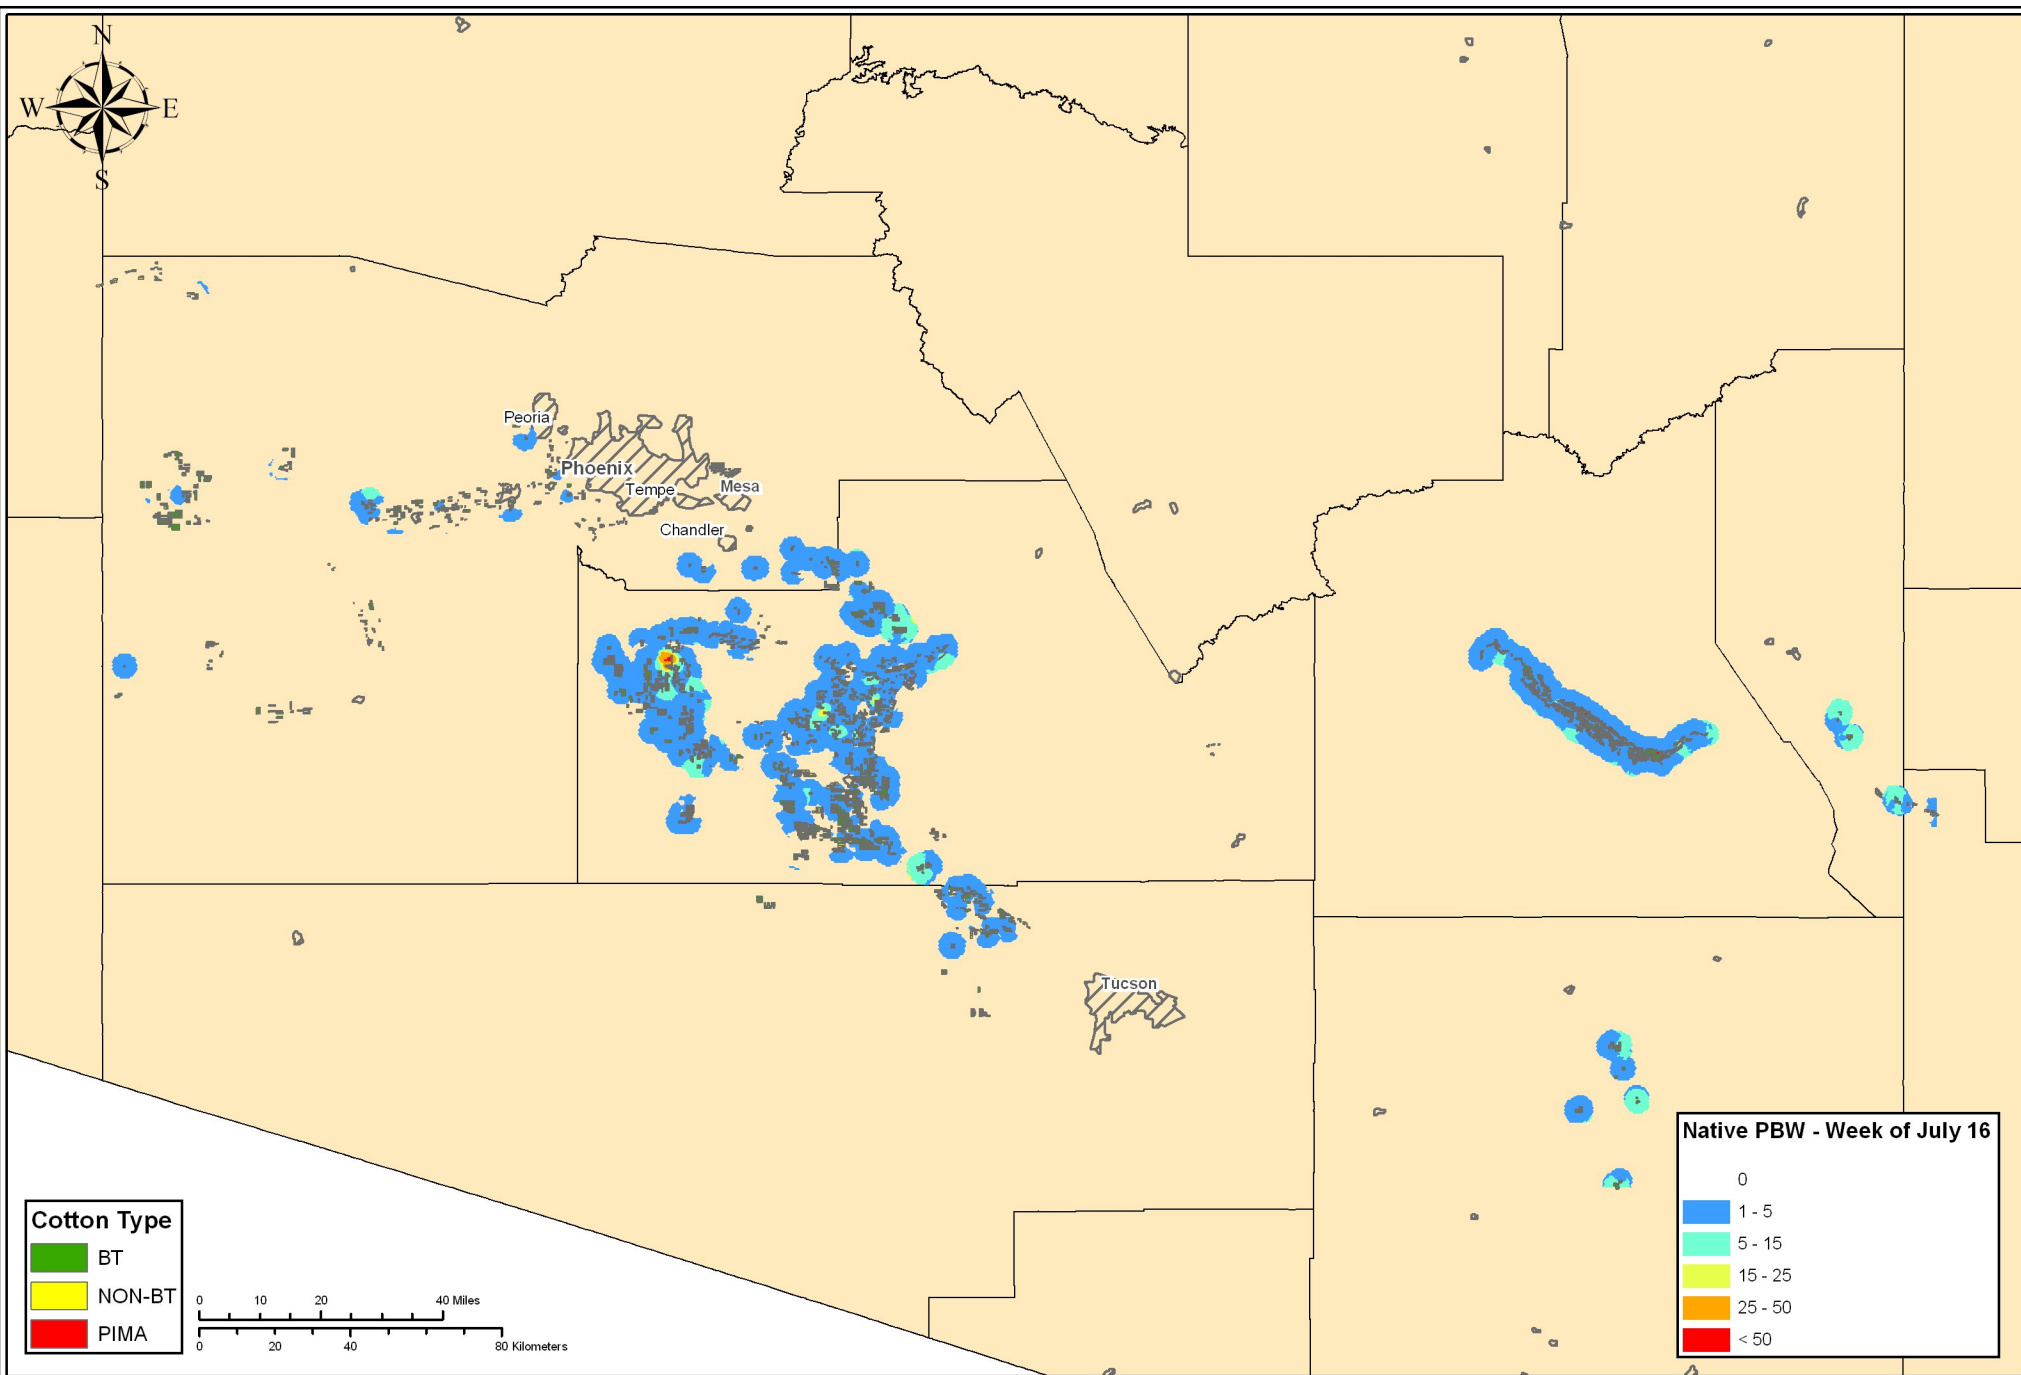 N
W E
S
Peoria
Phoenix
Tempe
Mesa
Chandler
Tucson
Cotton Type
BT
NON-BT
PIMA
0 10 20 40 Miles
0 20 40 80 Kilometers
Native PBW - Week of July 16
0
1 - 5
5 - 15
15 - 25
25 - 50
< 50